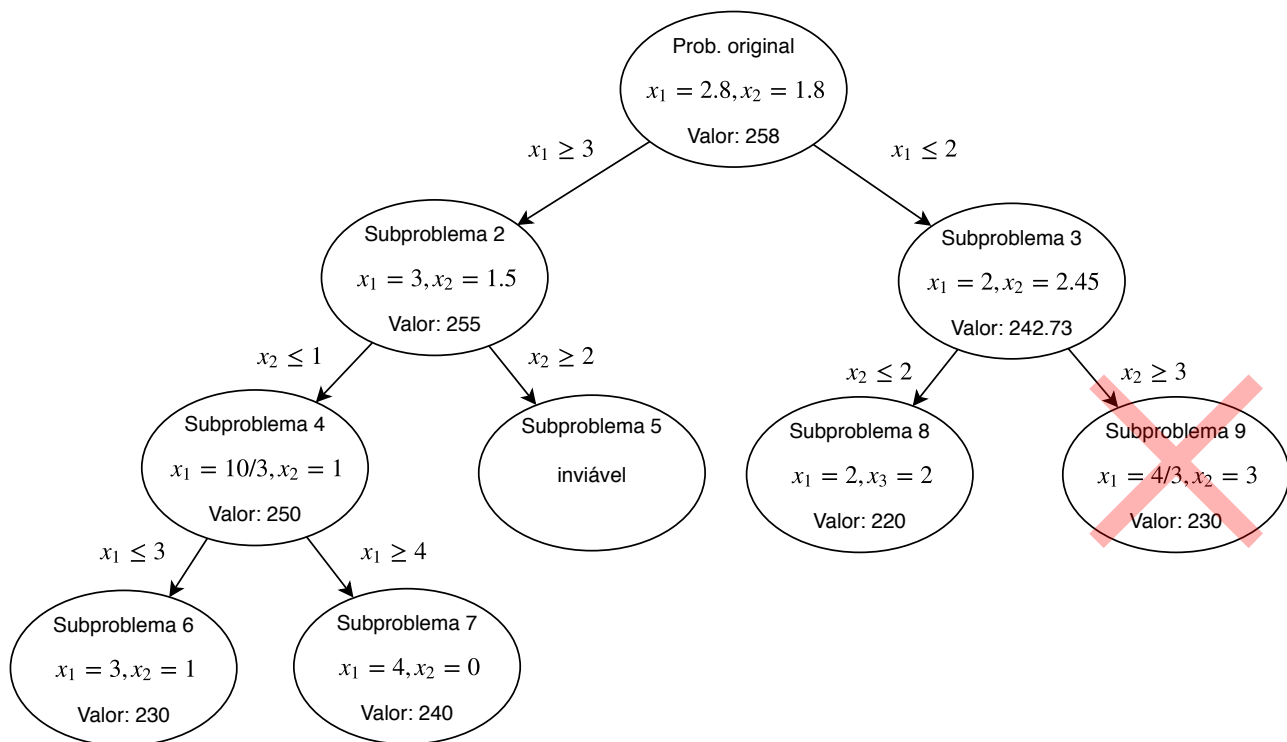 Prob. original
x₁ = 2.8, x₂ = 1.8
Valor: 258
x₁ ≥ 3
x₁ ≤ 2
Subproblema 2
x₁ = 3, x₂ = 1.5
Valor: 255
Subproblema 3
x₁ = 2, x₂ = 2.45
Valor: 242.73
x₂ ≤ 1
x₂ ≥ 2
x₂ ≤ 2
x₂ ≥ 3
Subproblema 4
x₁ = 10/3, x₂ = 1
Valor: 250
Subproblema 5
inviável
Subproblema 8
x₁ = 2, x₃ = 2
Valor: 220
Subproblema 9
x₁ = 4/3, x₂ = 3
Valor: 230
x₁ ≤ 3
x₁ ≥ 4
Subproblema 6
x₁ = 3, x₂ = 1
Valor: 230
Subproblema 7
x₁ = 4, x₂ = 0
Valor: 240